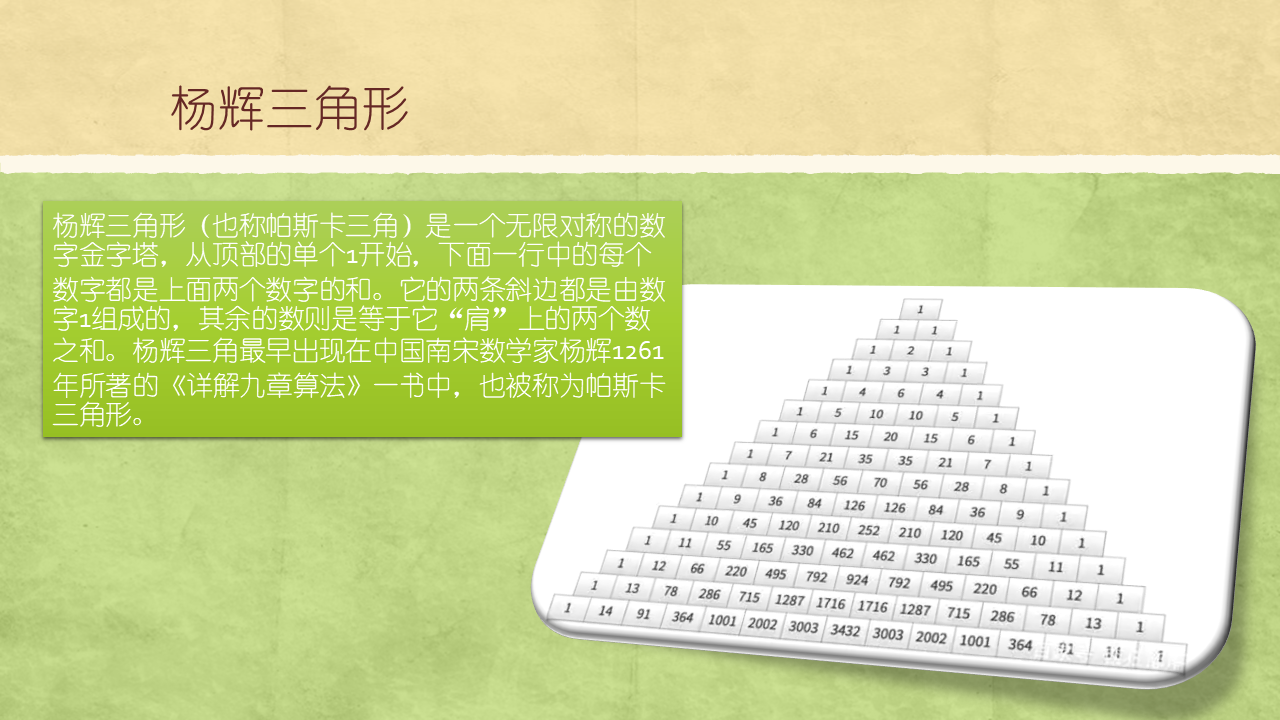 杨辉三角形
杨辉三角形（也称帕斯卡三角）是一个无限对称的数
字金字塔，从顶部的单个1开始，下面一行中的每个
数字都是上面两个数字的和。它的两条斜边都是由数
字1组成的，其余的数则是等于它“肩”上的两个数
之和。杨辉三角最早出现在中国南宋数学家杨辉1261
年所著的《详解九章算法》一书中，也被称为帕斯卡
三角形。
1
1 1
1 2 1
1 3 3 1
1 4 6 4 1
1 5 10 10 5 1
1 6 15 20 15 6 1
1 7 21 35 35 21 7 1
1 8 28 56 70 56 28 8 1
1 9 36 84 126 126 84 36 9 1
1 10 45 120 210 252 210 120 45 10 1
1 11 55 165 330 462 462 330 165 55 11 1
1 12 66 220 495 792 924 792 495 220 66 12 1
1 13 78 286 715 1287 1716 1716 1287 715 286 78 13 1
1 14 91 364 1001 2002 3003 3432 3003 2002 1001 364 91 14 1